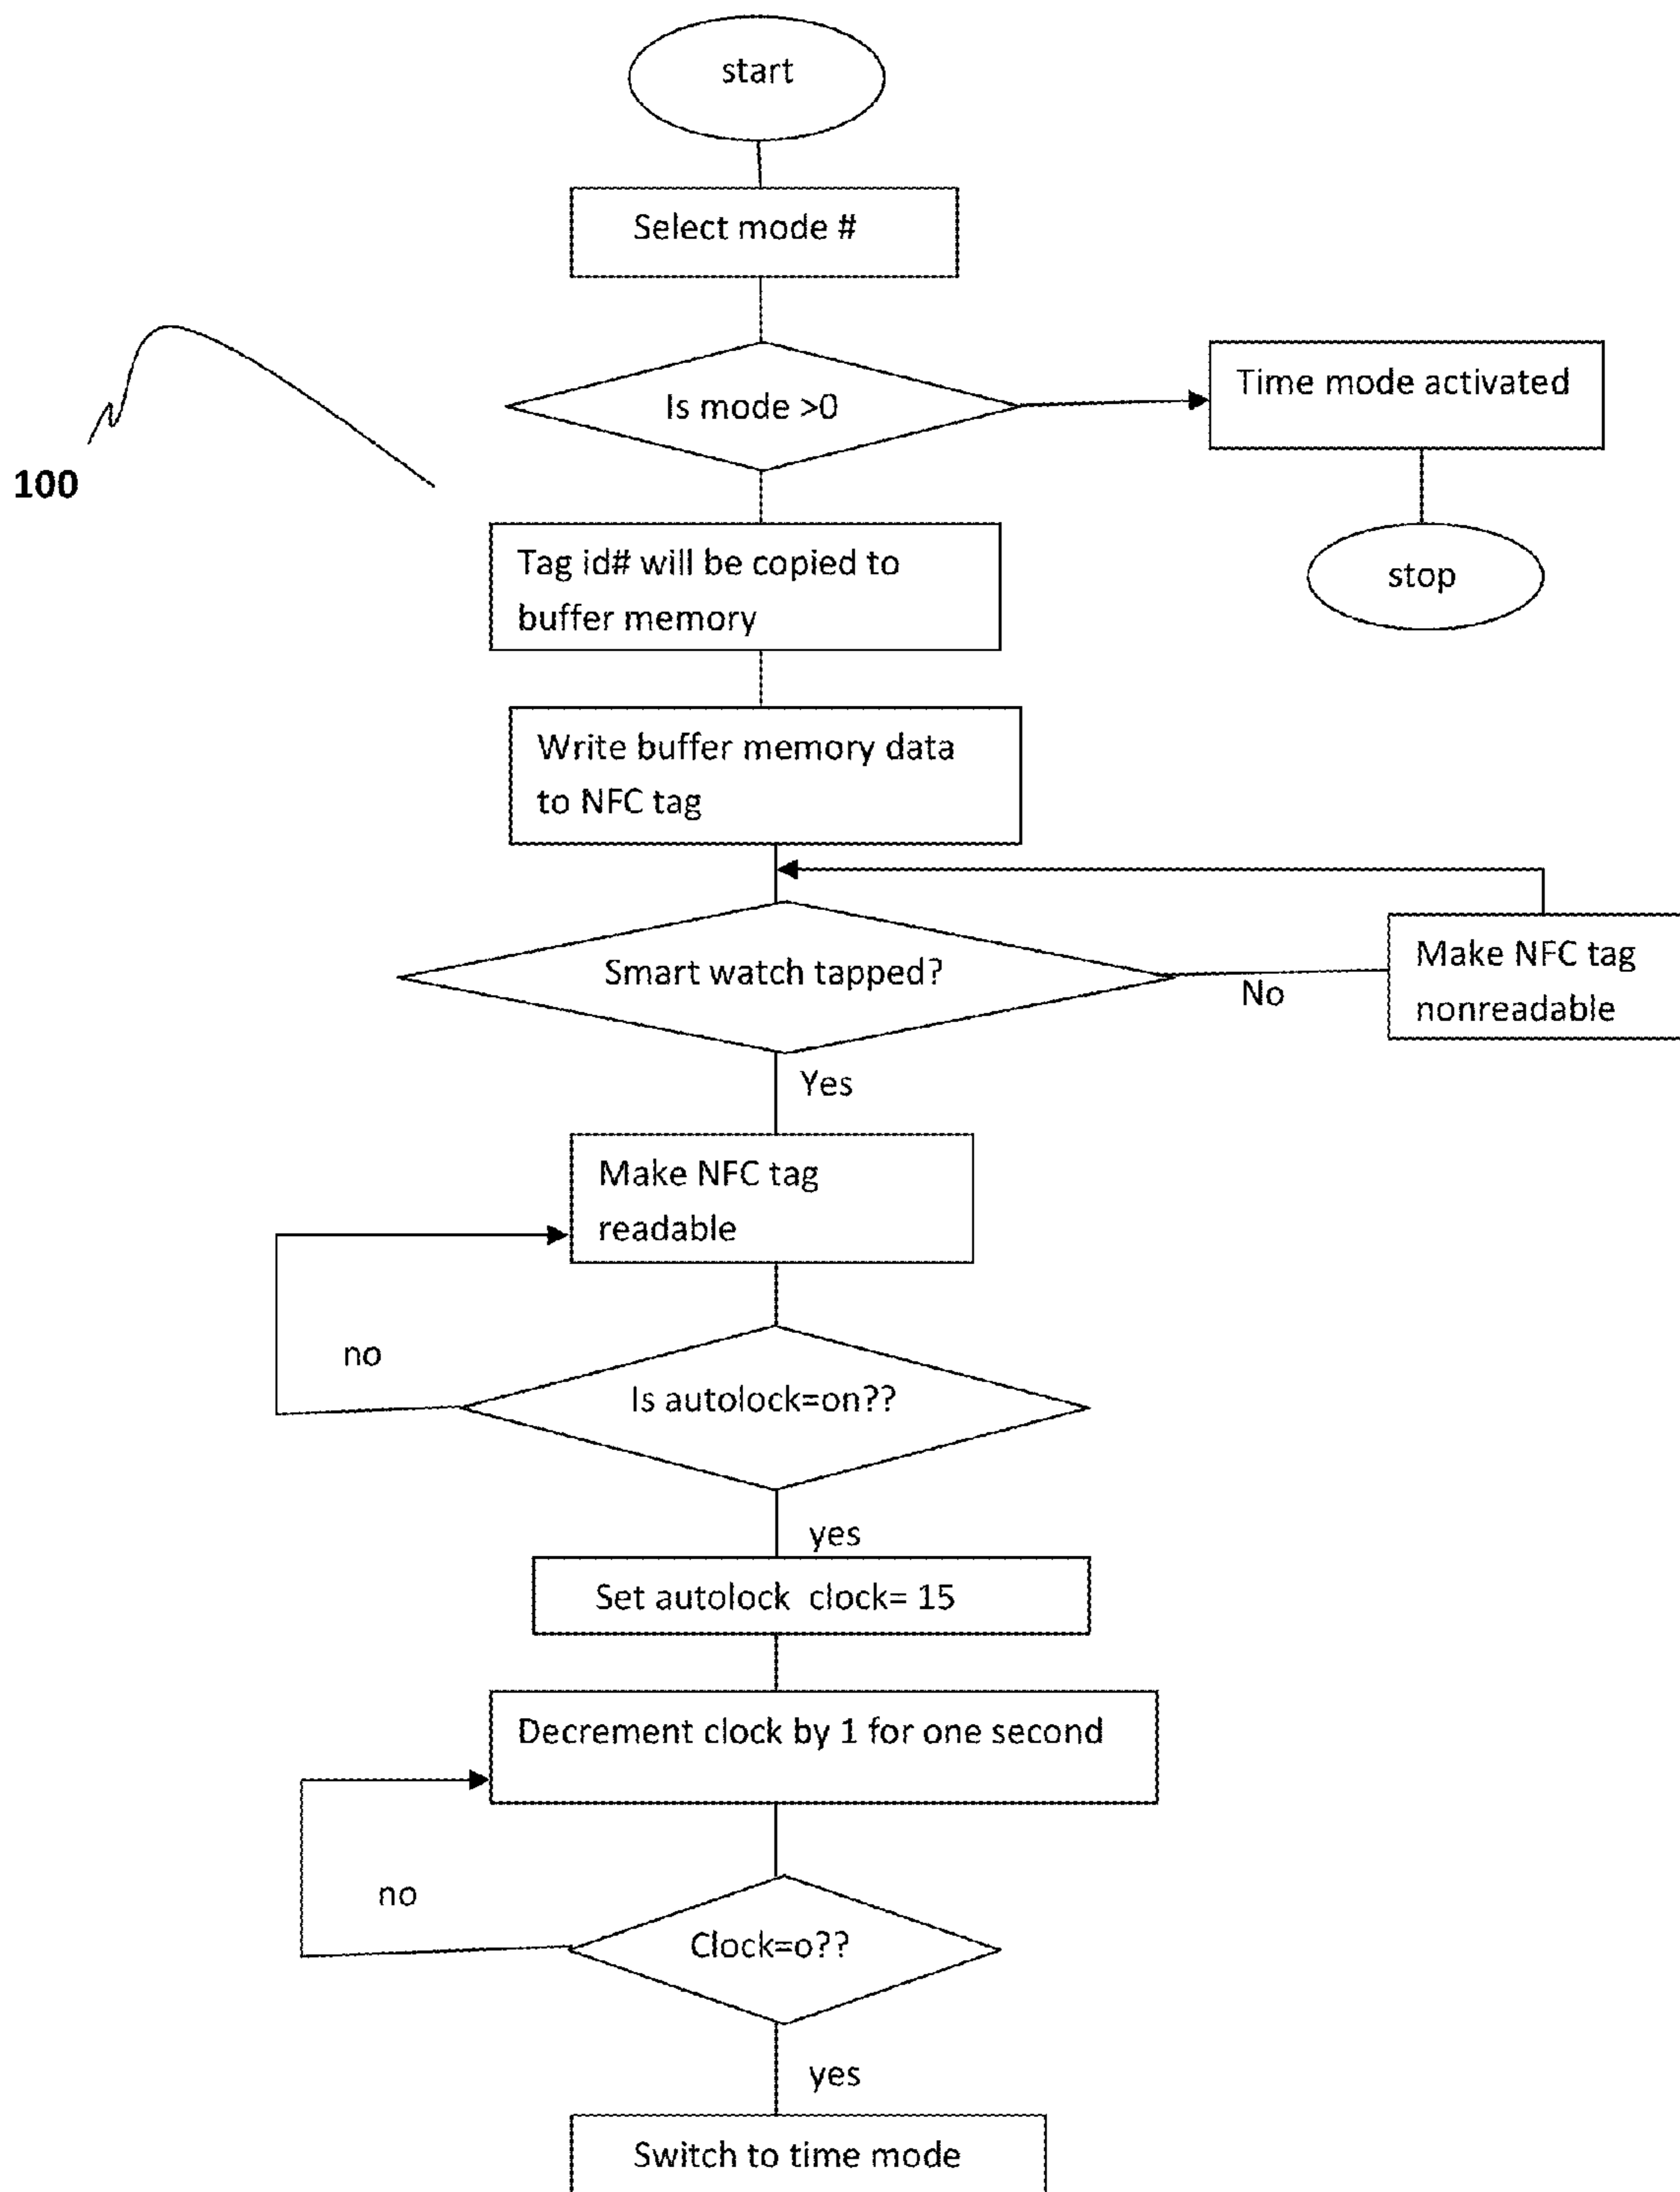 start
Select mode #
Is mode >0
Time mode activated
100
Tag id# will be copied to
buffer memory
stop
Write buffer memory data
to NFC tag
Smart watch tapped?
No
Make NFC tag
nonreadable
Yes
Make NFC tag
readable
no
Is autolock=on??
yes
Set autolock clock= 15
Decrement clock by 1 for one second
no
Clock=o??
yes
Switch to time mode